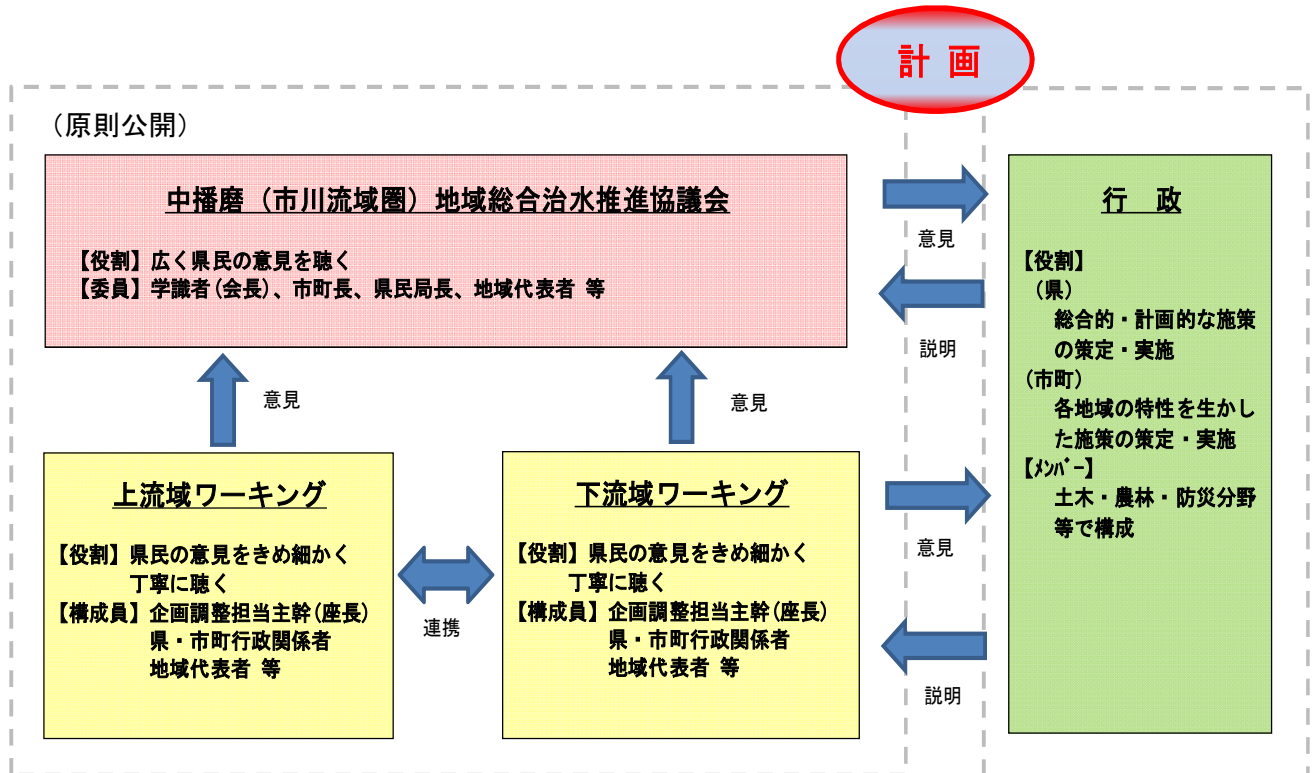 計 画
（原則公開）
中播磨（市川流域圏）地域総合治水推進協議会
【役割】広く県民の意見を聴く
【委員】学識者(会長)、市町長、県民局長、地域代表者 等
意見
説明
行 政
【役割】
（県）
総合的・計画的な施策
の策定・実施
(市町）
各地域の特性を生かし
た施策の策定・実施
【ﾒﾝﾊﾞｰ】
土木・農林・防災分野
等で構成
意見
意見
上流域ワーキング
【役割】県民の意見をきめ細かく
丁寧に聴く
【構成員】企画調整担当主幹(座長)
県・市町行政関係者
地域代表者 等
連携
下流域ワーキング
【役割】県民の意見をきめ細かく
丁寧に聴く
【構成員】企画調整担当主幹(座長)
県・市町行政関係者
地域代表者 等
意見
説明